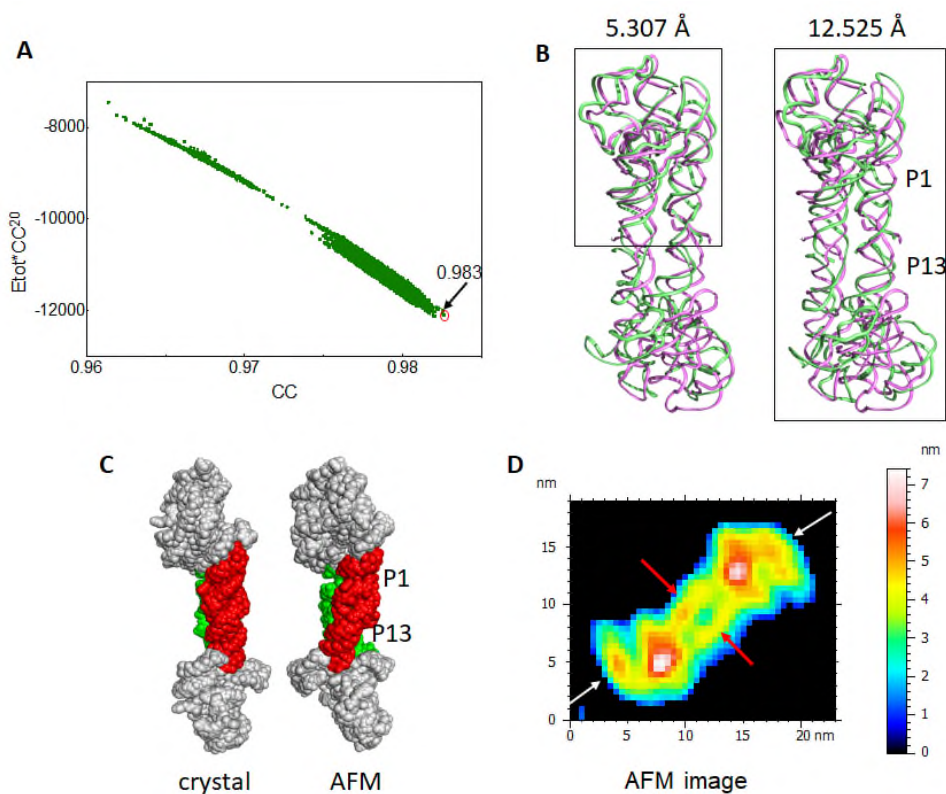 A
Etot*CC20
-8000
-10000
-12000
0.983
0.96
0.97
0.98
CC
B
5.307 Å
12.525 Å
P1
P13
C
P1
P13
crystal
AFM
D
nm
15
10
5
0
0
5
10
15
20 nm
AFM image
nm
7
6
5
4
3
2
1
0